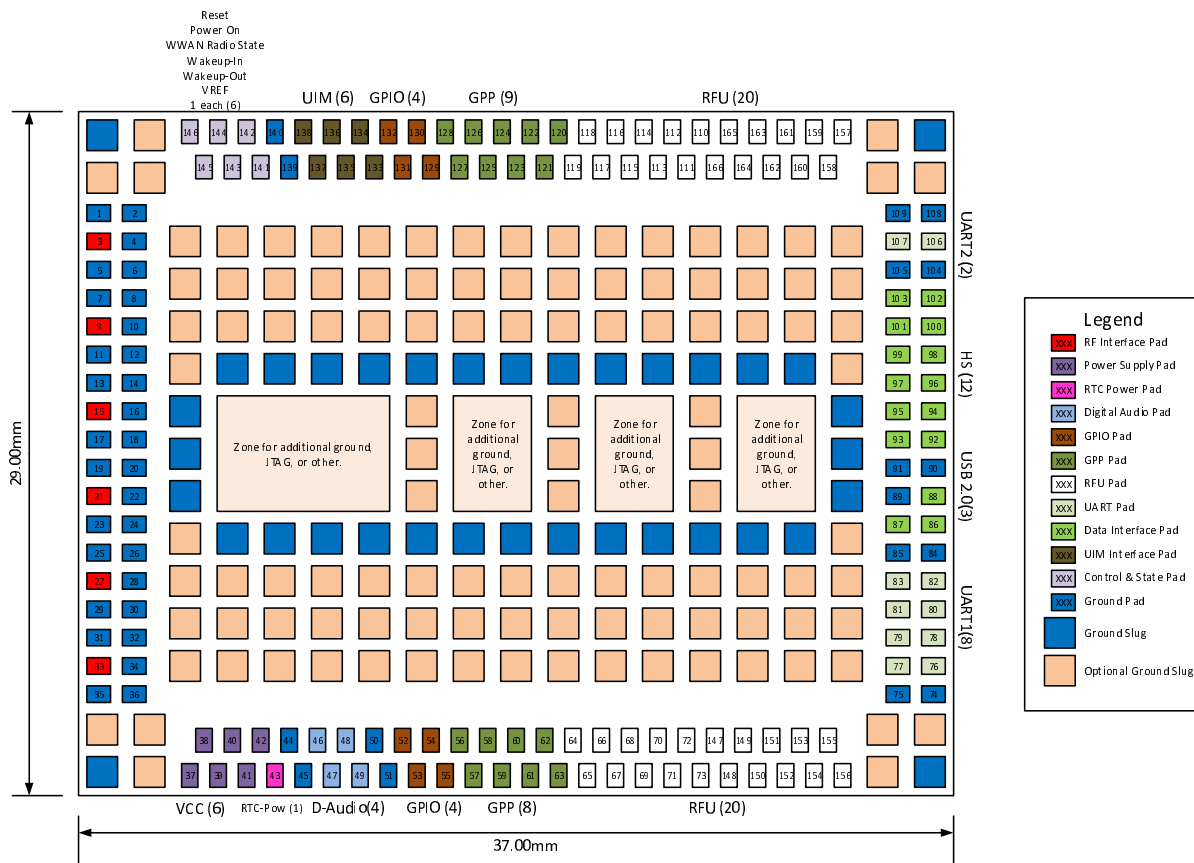 Reset
Power On
WWAN Radio State
Wakeup-In
Wakeup-Out
VREF
1 each (6)
UIM (6) GPIO (4) GPP (9) RFU (20)
146 144 142 140 138 136 134 132 130 128 126 124 122 120 118 116 114 112 110 165 163 161 159 157
145 143 141 139 137 135 133 131 129 127 125 123 121 119 117 115 113 111 166 164 162 160 158
1 2 109 108
3 4 107 106
5 6 105 104
7 8 103 102
9 10 101 100
11 12 99 98
13 14 97 96
15 16 95 94
17 18 93 92
19 20 91 90
21 22 89 88
23 24 87 86
25 26 85 84
27 28 83 82
29 30 81 80
31 32 79 78
33 34 77 76
35 36 75 74
UART2 (2)
HS (12)
USB 2.0(3)
UART1(8)
Zone for additional ground,
JTAG, or other.
Zone for
additional
ground,
JTAG, or
other.
Zone for
additional
ground,
JTAG, or
other.
Zone for
additional
ground,
JTAG, or
other.
38 40 42 44 46 48 50 52 54 56 58 60 62 64 66 68 70 72 147 149 151 153 155
37 39 41 43 45 47 49 51 53 55 57 59 61 63 65 67 69 71 73 148 150 152 154 156
VCC (6) RTC-Pow (1) D-Audio(4) GPIO (4) GPP (8) RFU (20)
29.00mm
37.00mm
Legend
XXX RF Interface Pad
XXX Power Supply Pad
XXX RTC Power Pad
XXX Digital Audio Pad
XXX GPIO Pad
XXX GPP Pad
XXX RFU Pad
XXX UART Pad
XXX Data Interface Pad
XXX UIM Interface Pad
XXX Control & State Pad
XXX Ground Pad
Ground Slug
Optional Ground Slug